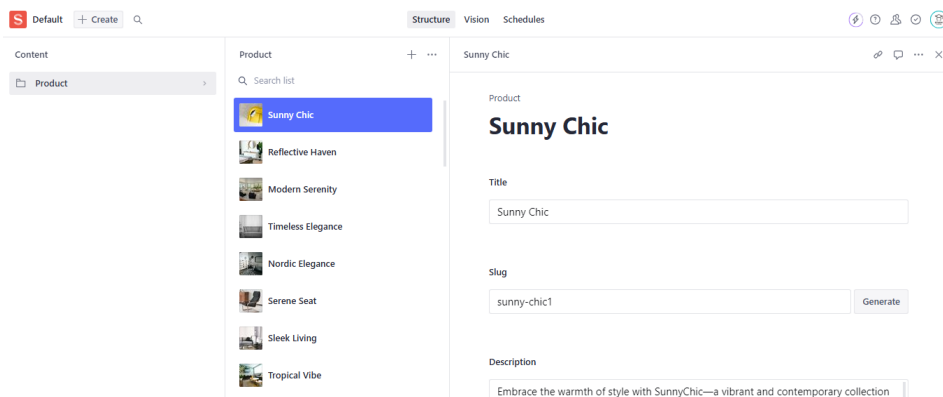 S Default + Create Structure Vision Schedules
Content
Product
Product
Search list
Sunny Chic
Reflective Haven
Modern Serenity
Timeless Elegance
Nordic Elegance
Serene Seat
Sleek Living
Tropical Vibe
Sunny Chic
Product
Sunny Chic
Title
Sunny Chic
Slug
sunny-chic1 Generate
Description
Embrace the warmth of style with SunnyChic—a vibrant and contemporary collection